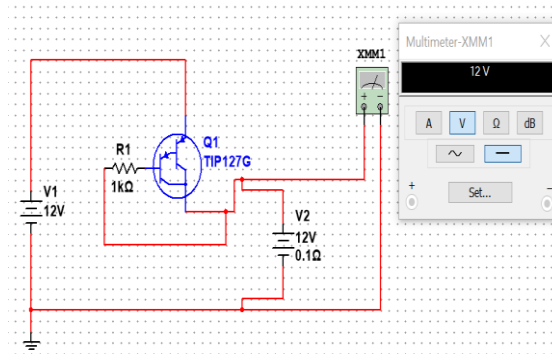 Multimeter-XMM1 X
12 V
A V Ω dB
Set...
+ –
XMM1
+ –
Q1
TIP127G
R1
1kΩ
V1
12V
V2
12V
0.1Ω